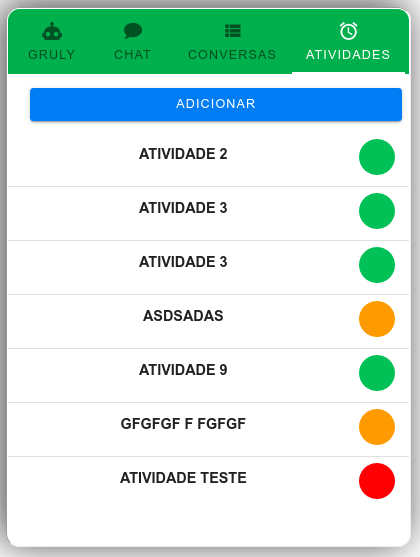 GRULY CHAT CONVERSAS ATIVIDADES
ADICIONAR
ATIVIDADE 2
ATIVIDADE 3
ATIVIDADE 3
ASDSADAS
ATIVIDADE 9
GFGFGF F FGFGF
ATIVIDADE TESTE